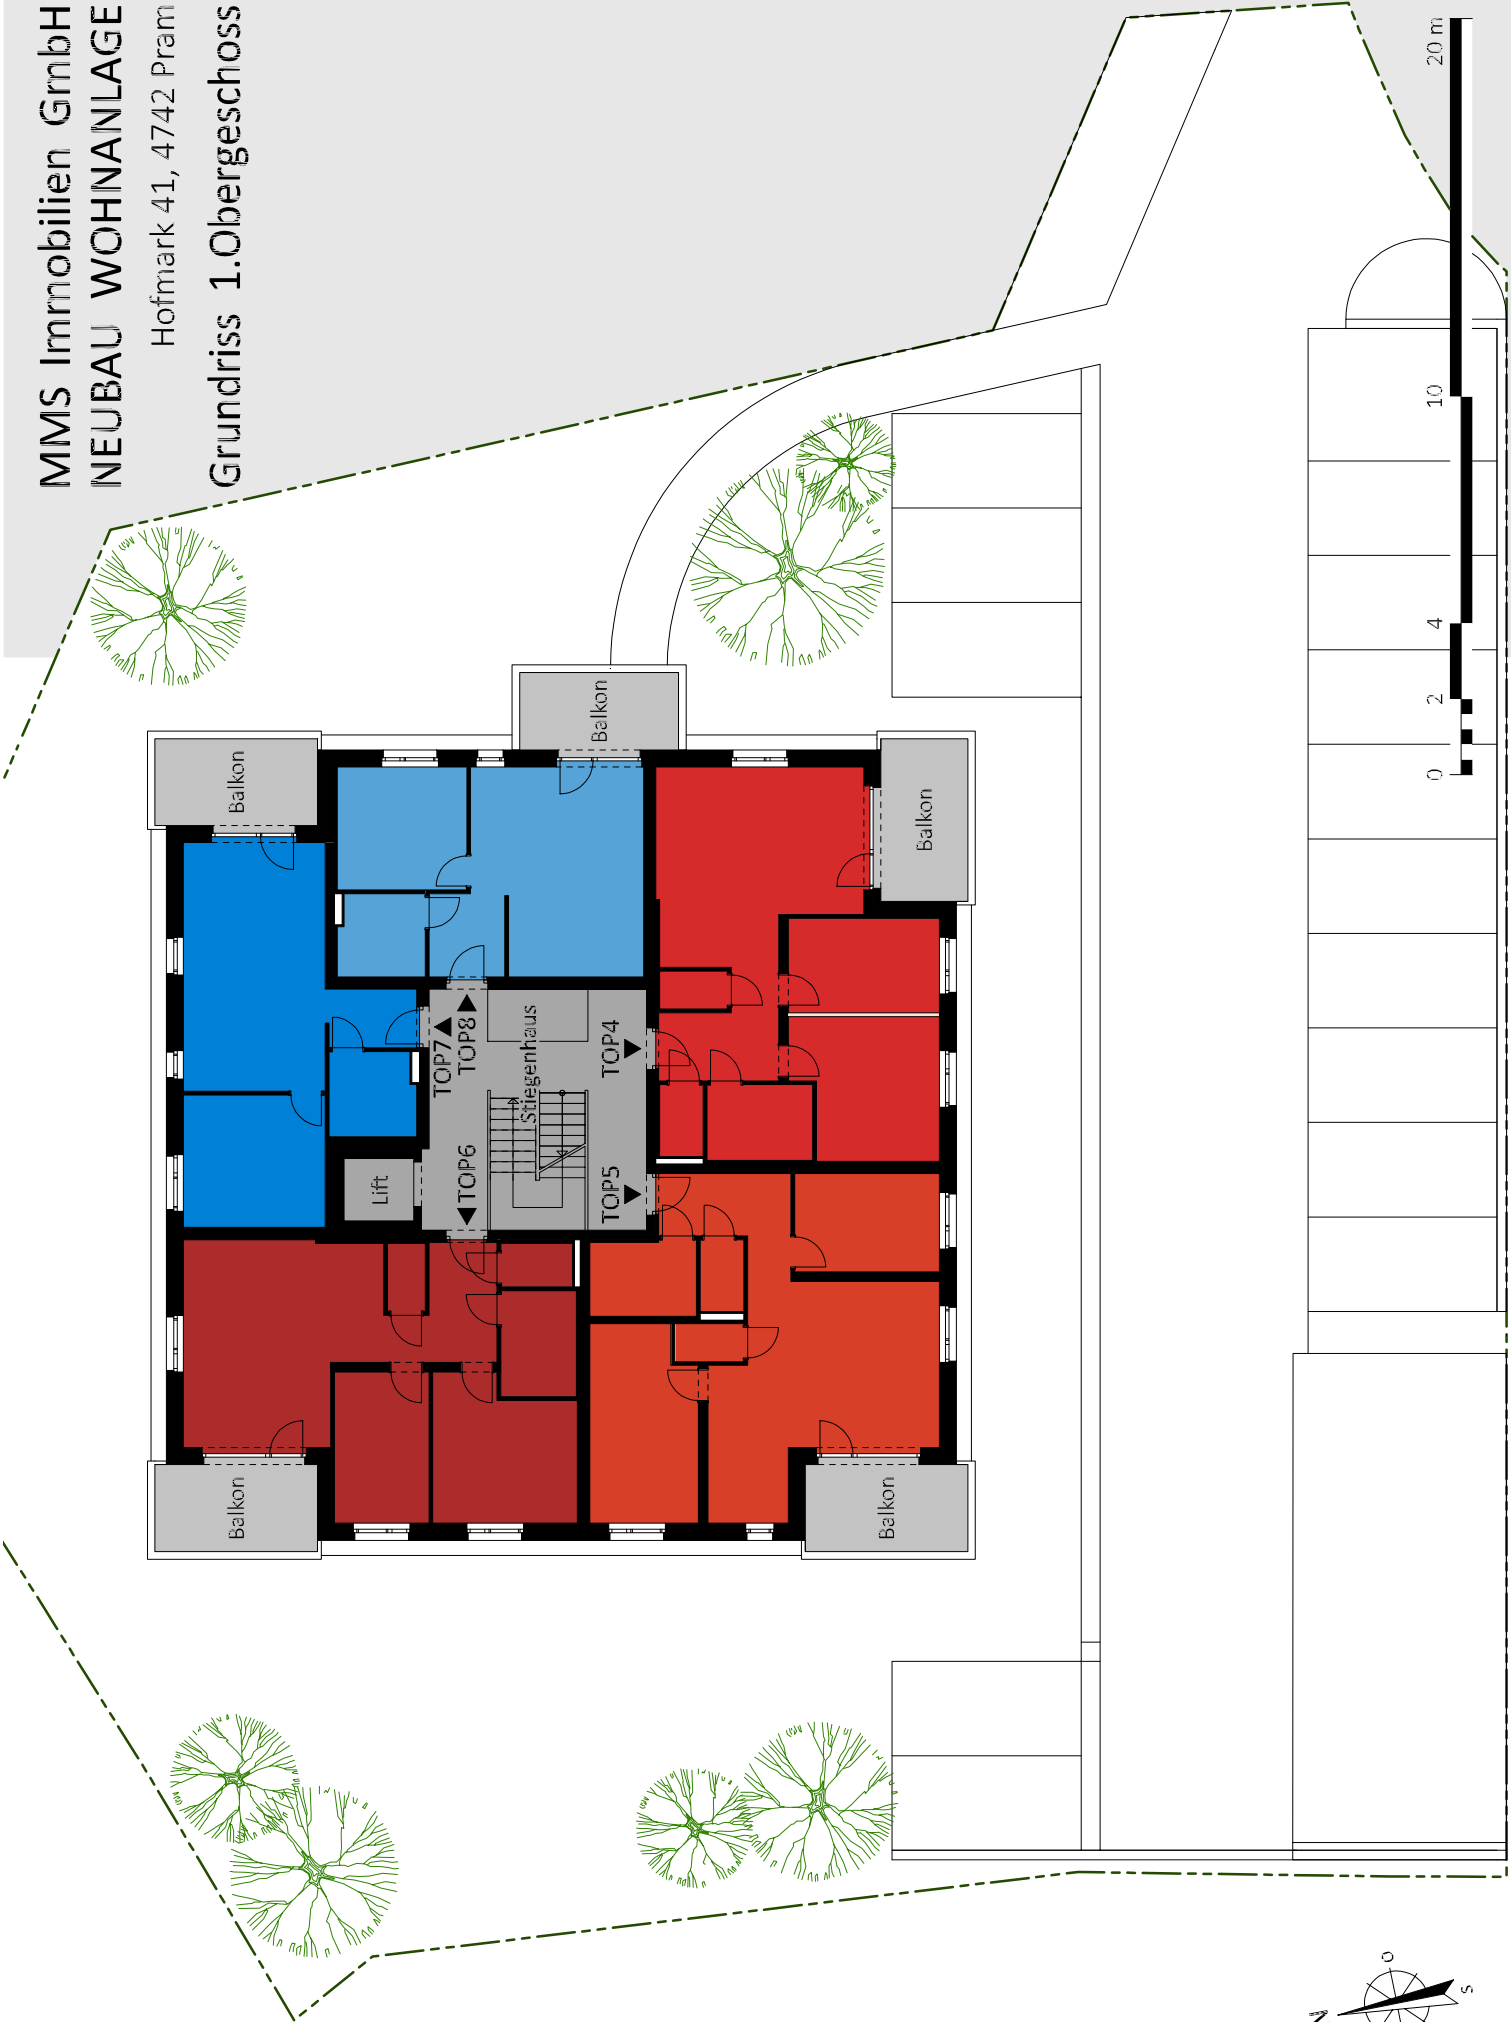 MMS Immobilien GmbH
NEUBAU WOHNANLAGE
Hofmark 41, 4742 Pram
Grundriss 1.Obergeschoss
Balkon
Balkon
Balkon
TOP7
TOP8
Stiegenhaus
TOP4
Lift
TOP6
TOP5
Balkon
Balkon
0
2
4
10
20 m
N
O
S